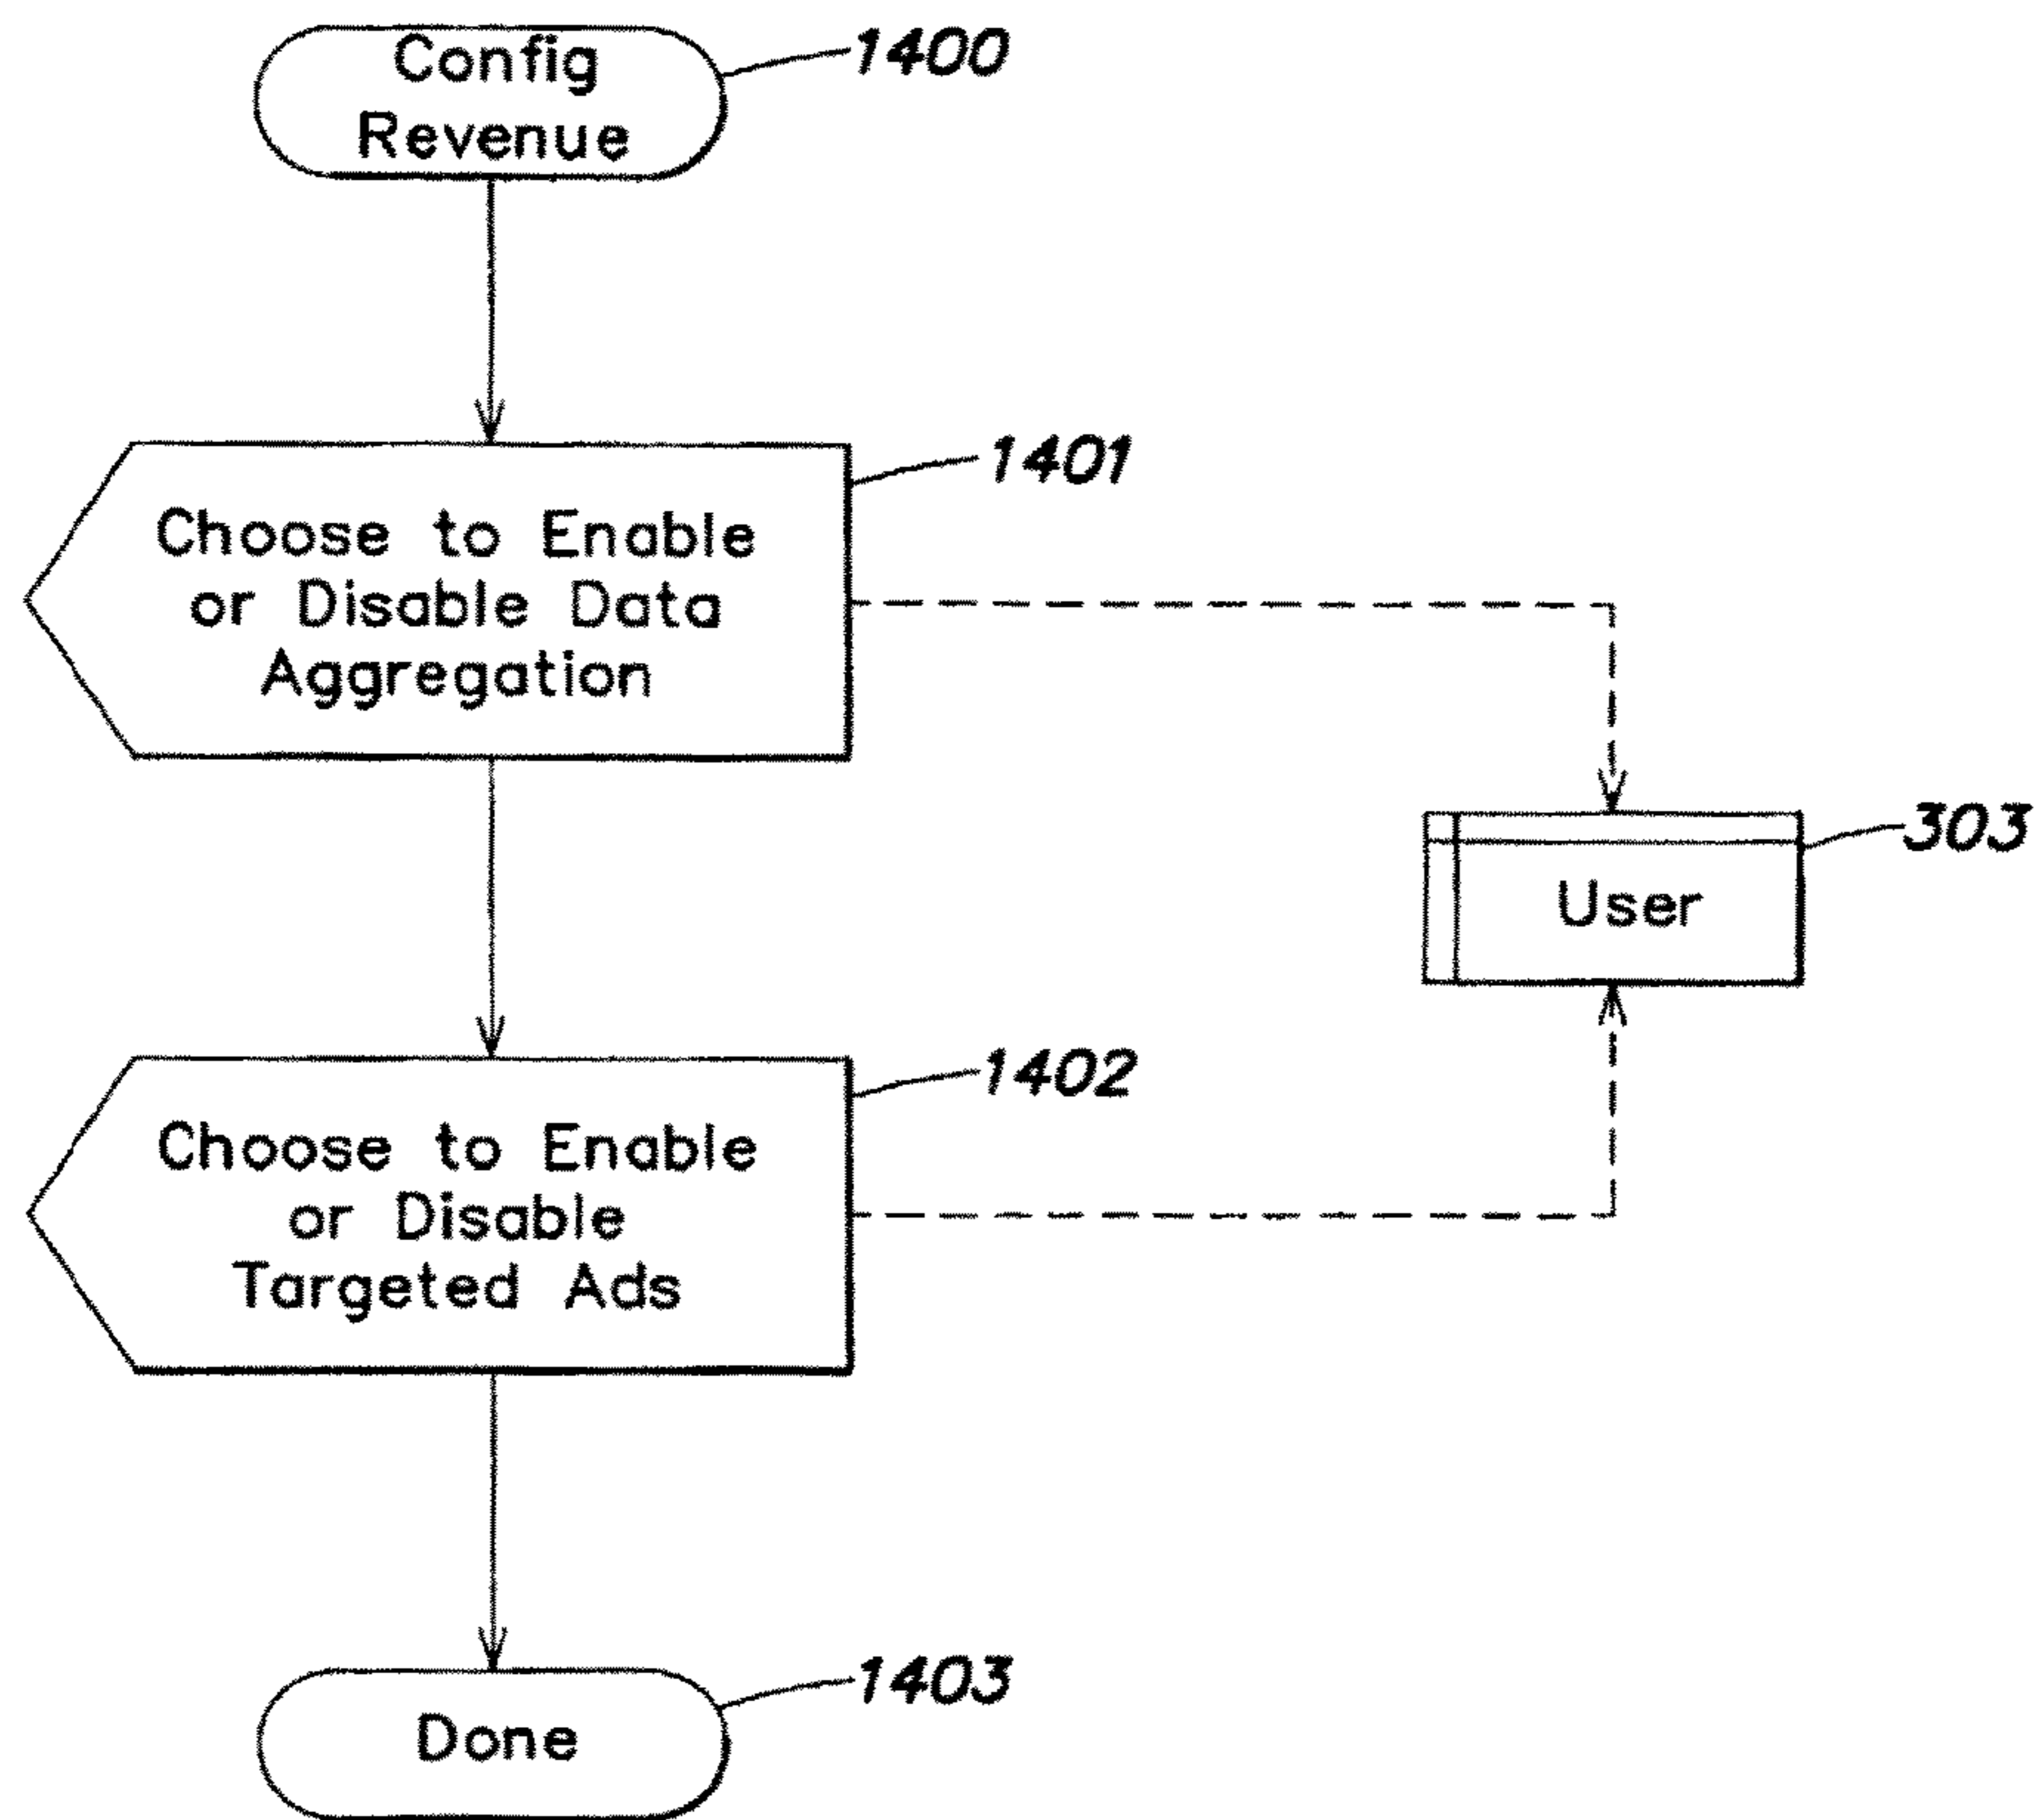 Config
Revenue
1400
1401
Choose to Enable
or Disable Data
Aggregation
303
User
1402
Choose to Enable
or Disable
Targeted Ads
1403
Done